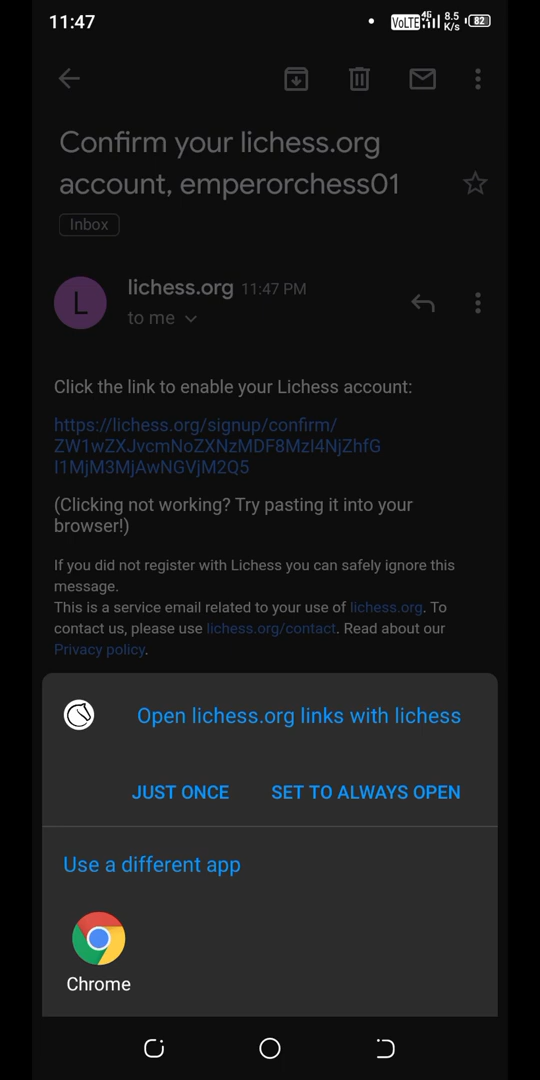 11:47
VoLTE 4G 8.5 K/s 82
Confirm your lichess.org
account, emperorchess01
Inbox
L
lichess.org 11:47 PM
to me
Click the link to enable your Lichess account:
https://lichess.org/signup/confirm/
ZW1wZXJvcmNoZXNzMDF8MzI4NjZhfG
I1MjM3MjAwNGVjM2Q5
(Clicking not working? Try pasting it into your
browser!)
If you did not register with Lichess you can safely ignore this
message.
This is a service email related to your use of lichess.org. To
contact us, please use lichess.org/contact. Read about our
Privacy policy.
Open lichess.org links with lichess
JUST ONCE SET TO ALWAYS OPEN
Use a different app
Chrome